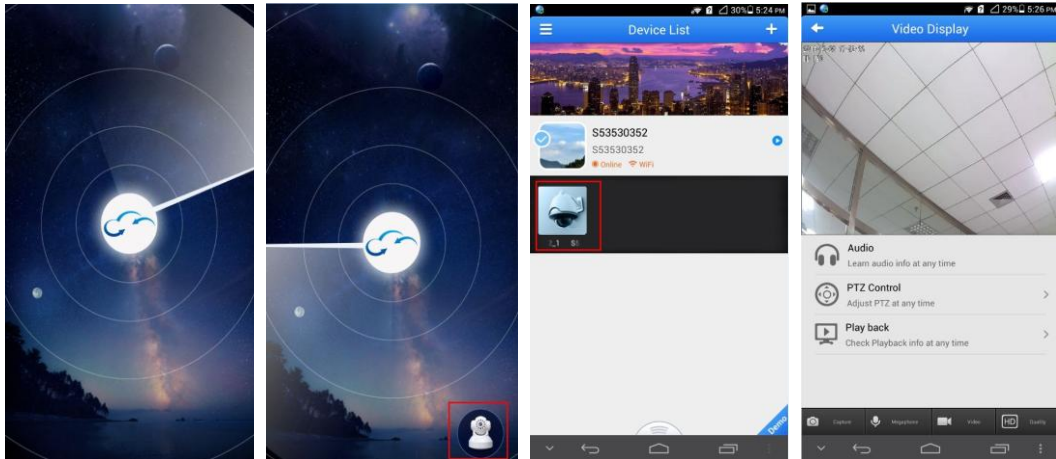 30% 5:24 PM
Device List
S53530352
S53530352
Online WiFi
Demo
29% 5:26 PM
Video Display
Audio
Learn audio info at any time
PTZ Control
Adjust PTZ at any time
Play back
Check Playback info at any time
Capture Megaphone Video HD Quality